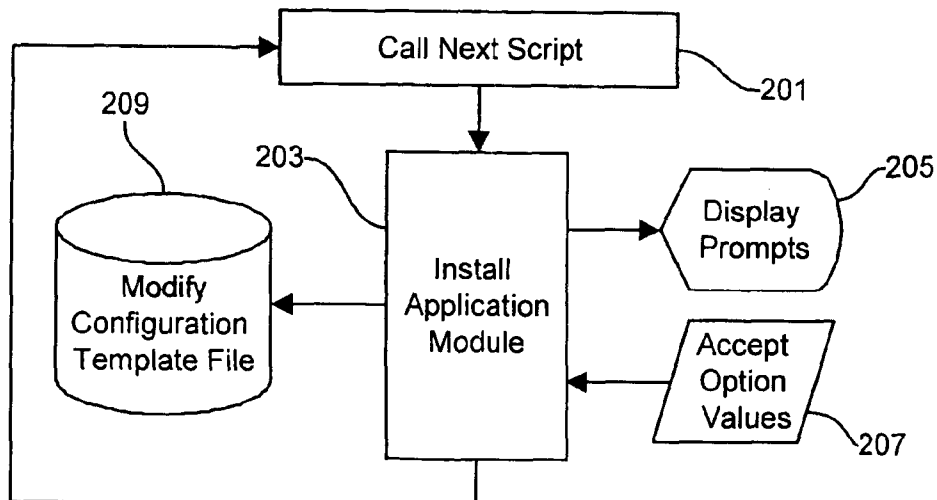 Call Next Script
201
209
203
205
Display
Prompts
Install
Application
Module
Modify
Configuration
Template File
Accept
Option
Values
207